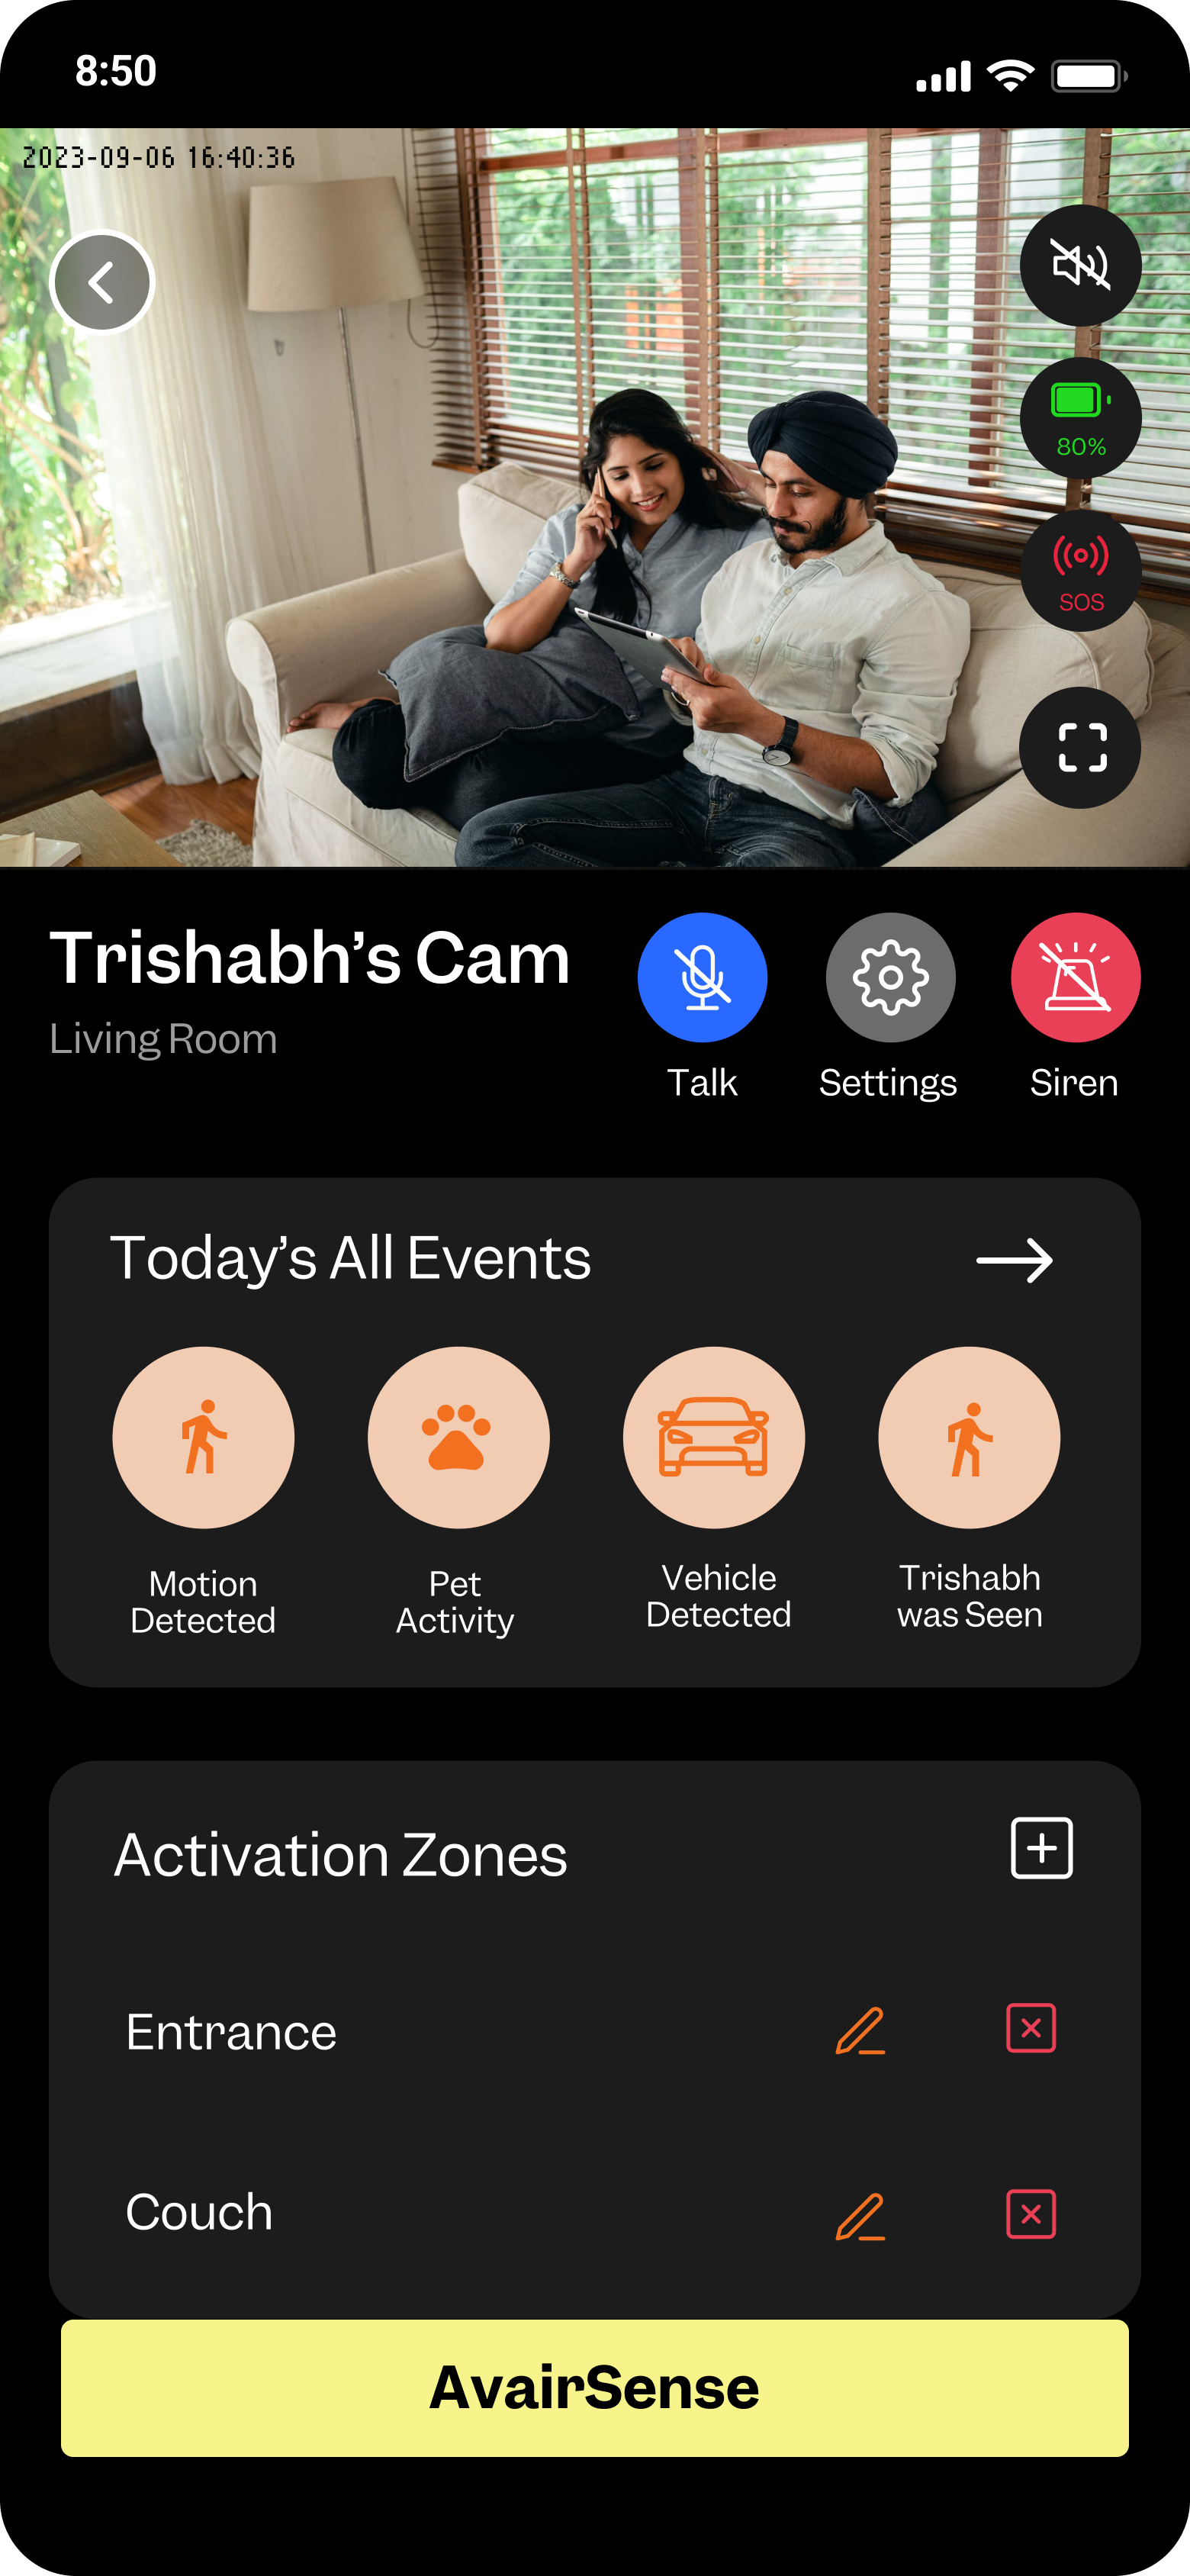 8:50
2023-09-06 16:40:36
80%
SOS
Trishabh’s Cam
Living Room
Talk
Settings
Siren
Today’s All Events
Motion
Detected
Pet
Activity
Vehicle
Detected
Trishabh
was Seen
Activation Zones
Entrance
Couch
AvairSense